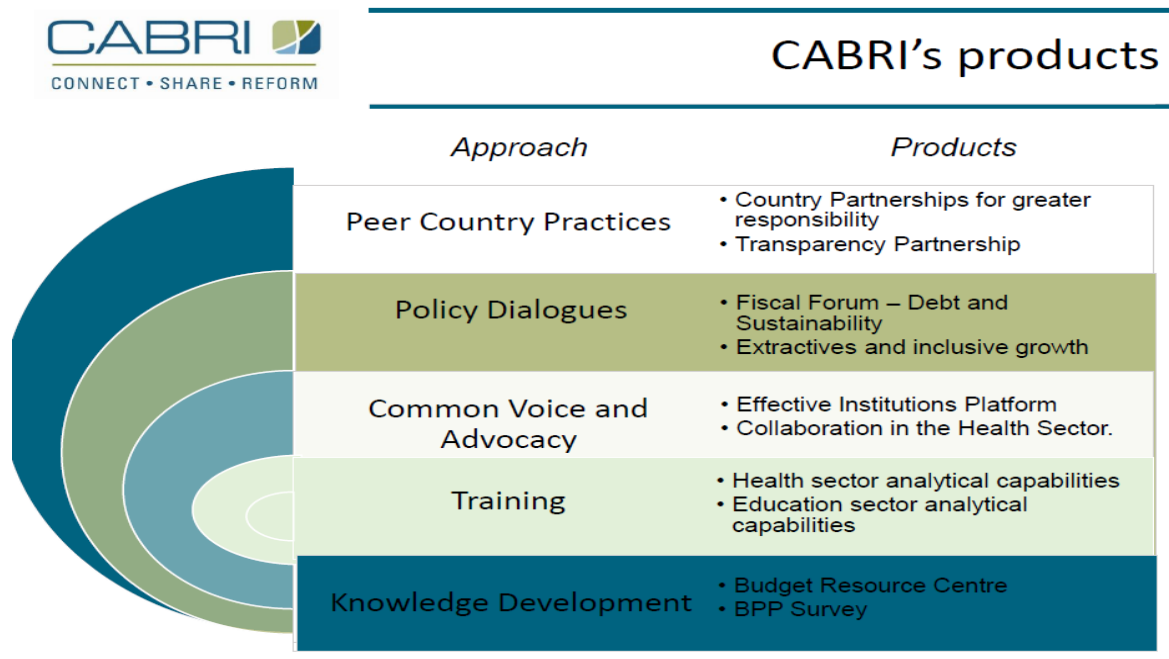 CABRI
CONNECT • SHARE • REFORM
CABRI's products
Approach
Products
Peer Country Practices
• Country Partnerships for greater
responsibility
• Transparency Partnership
Policy Dialogues
• Fiscal Forum – Debt and
Sustainability
• Extractives and inclusive growth
Common Voice and
Advocacy
• Effective Institutions Platform
• Collaboration in the Health Sector.
Training
• Health sector analytical capabilities
• Education sector analytical
capabilities
Knowledge Development
• Budget Resource Centre
• BPP Survey